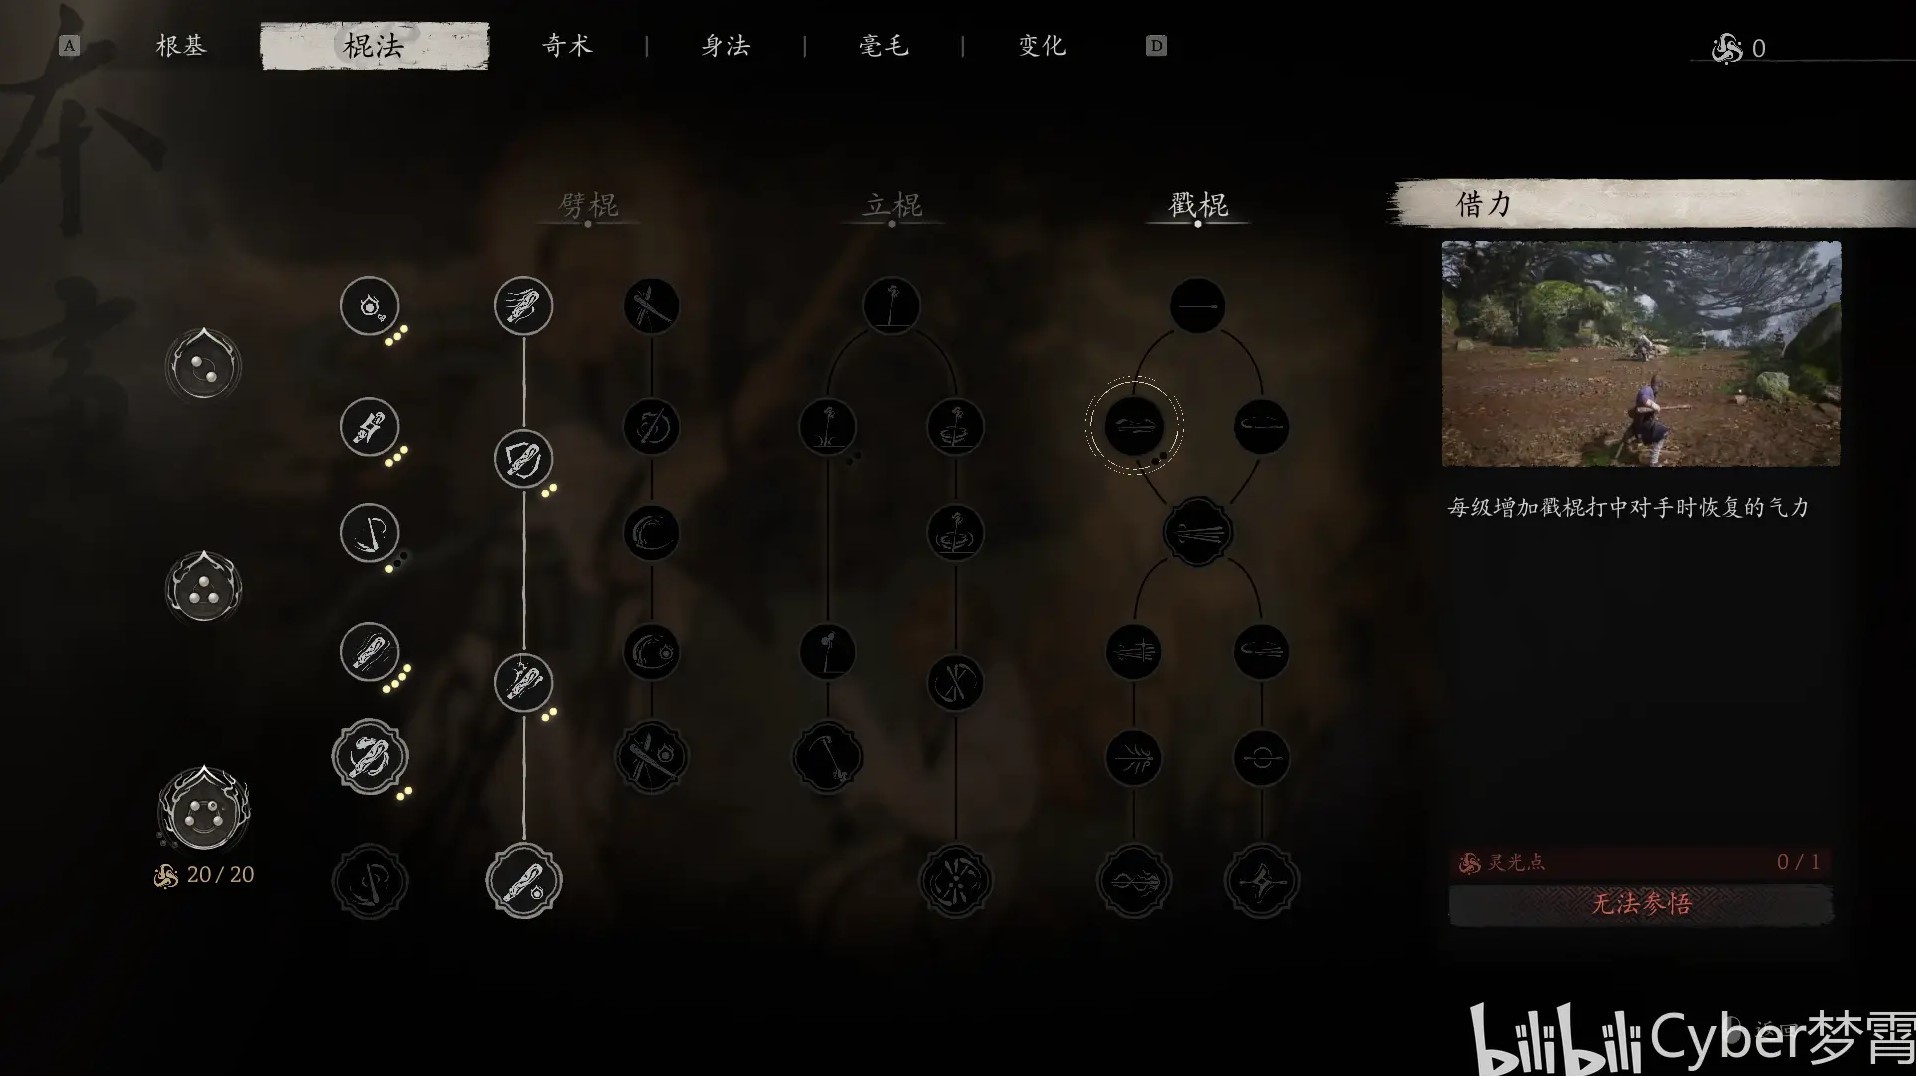 A 根基 棍法 奇术 身法 毫毛 变化 D 0
劈棍 立棍 戳棍
借力
每级增加戳棍打中对手时恢复的气力
20/20
灵光点 0/1
无法参悟
返回
bilibili Cyber梦霄